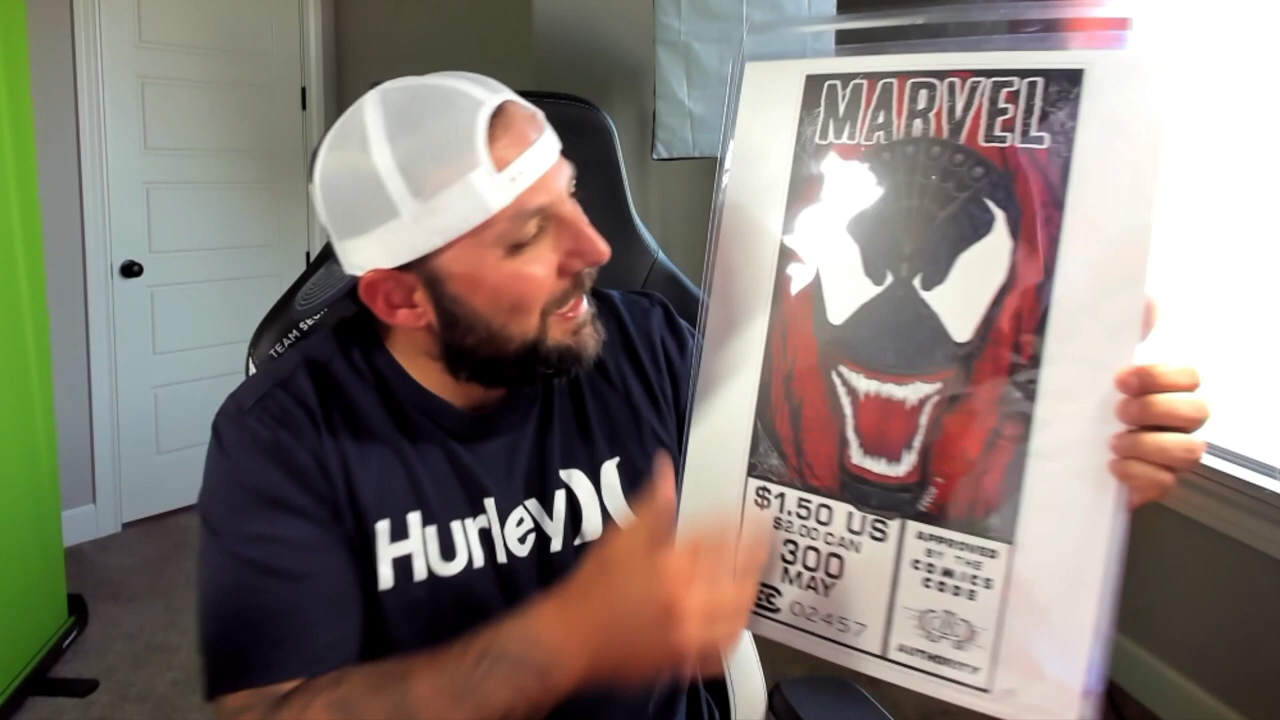 MARVEL
TEAM SEC
Hurley
$1.50 US
$2.00 CAN
300
MAY
02457
APPROVED
BY THE
COMICS
CODE
CA
AUTHORITY